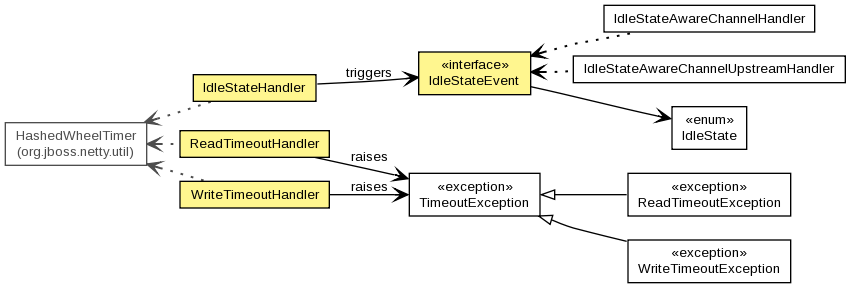 IdleStateAwareChannelHandler
«interface»
IdleStateEvent
IdleStateAwareChannelUpstreamHandler
triggers
IdleStateHandler
«enum»
IdleState
HashedWheelTimer
(org.jboss.netty.util)
ReadTimeoutHandler
raises
WriteTimeoutHandler
raises
«exception»
TimeoutException
«exception»
ReadTimeoutException
«exception»
WriteTimeoutException